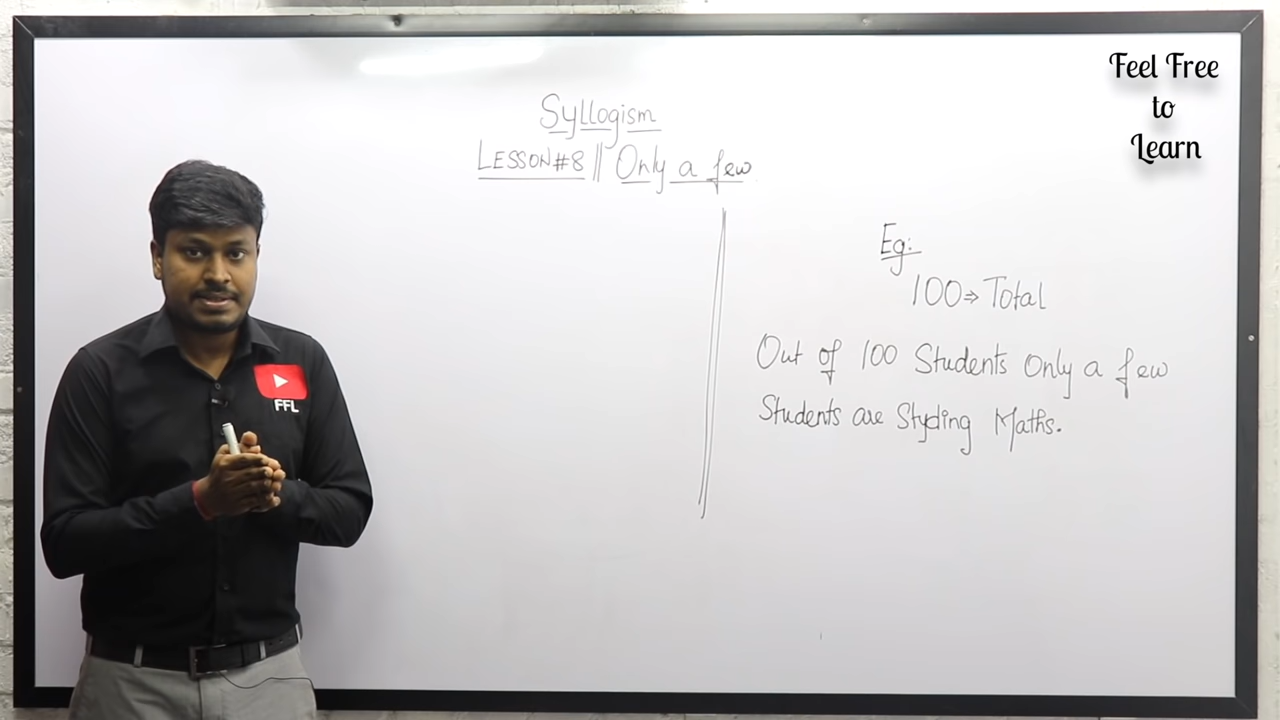 Feel Free
to
Learn
Syllogism
LESSON#8 || Only a few
Eg:
100⇒Total
Out of 100 Students Only a few
Students are Styding Maths.
FFL